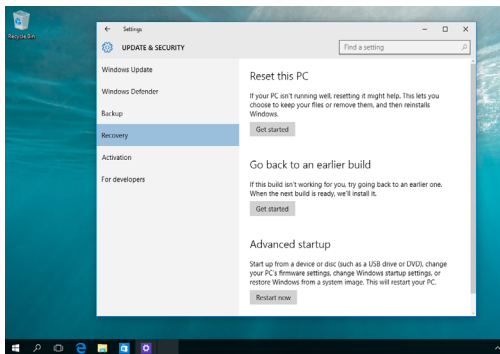 Recycle Bin
Settings
UPDATE & SECURITY
Find a setting
Windows Update
Windows Defender
Backup
Recovery
Activation
For developers
Reset this PC
If your PC isn't running well, resetting it might help. This lets you
choose to keep your files or remove them, and then reinstalls
Windows.
Get started
Go back to an earlier build
If this build isn't working for you, try going back to an earlier one.
When the next build is ready, we'll install it.
Get started
Advanced startup
Start up from a device or disc (such as a USB drive or DVD), change
your PC's firmware settings, change Windows startup settings, or
restore Windows from a system image. This will restart your PC.
Restart now